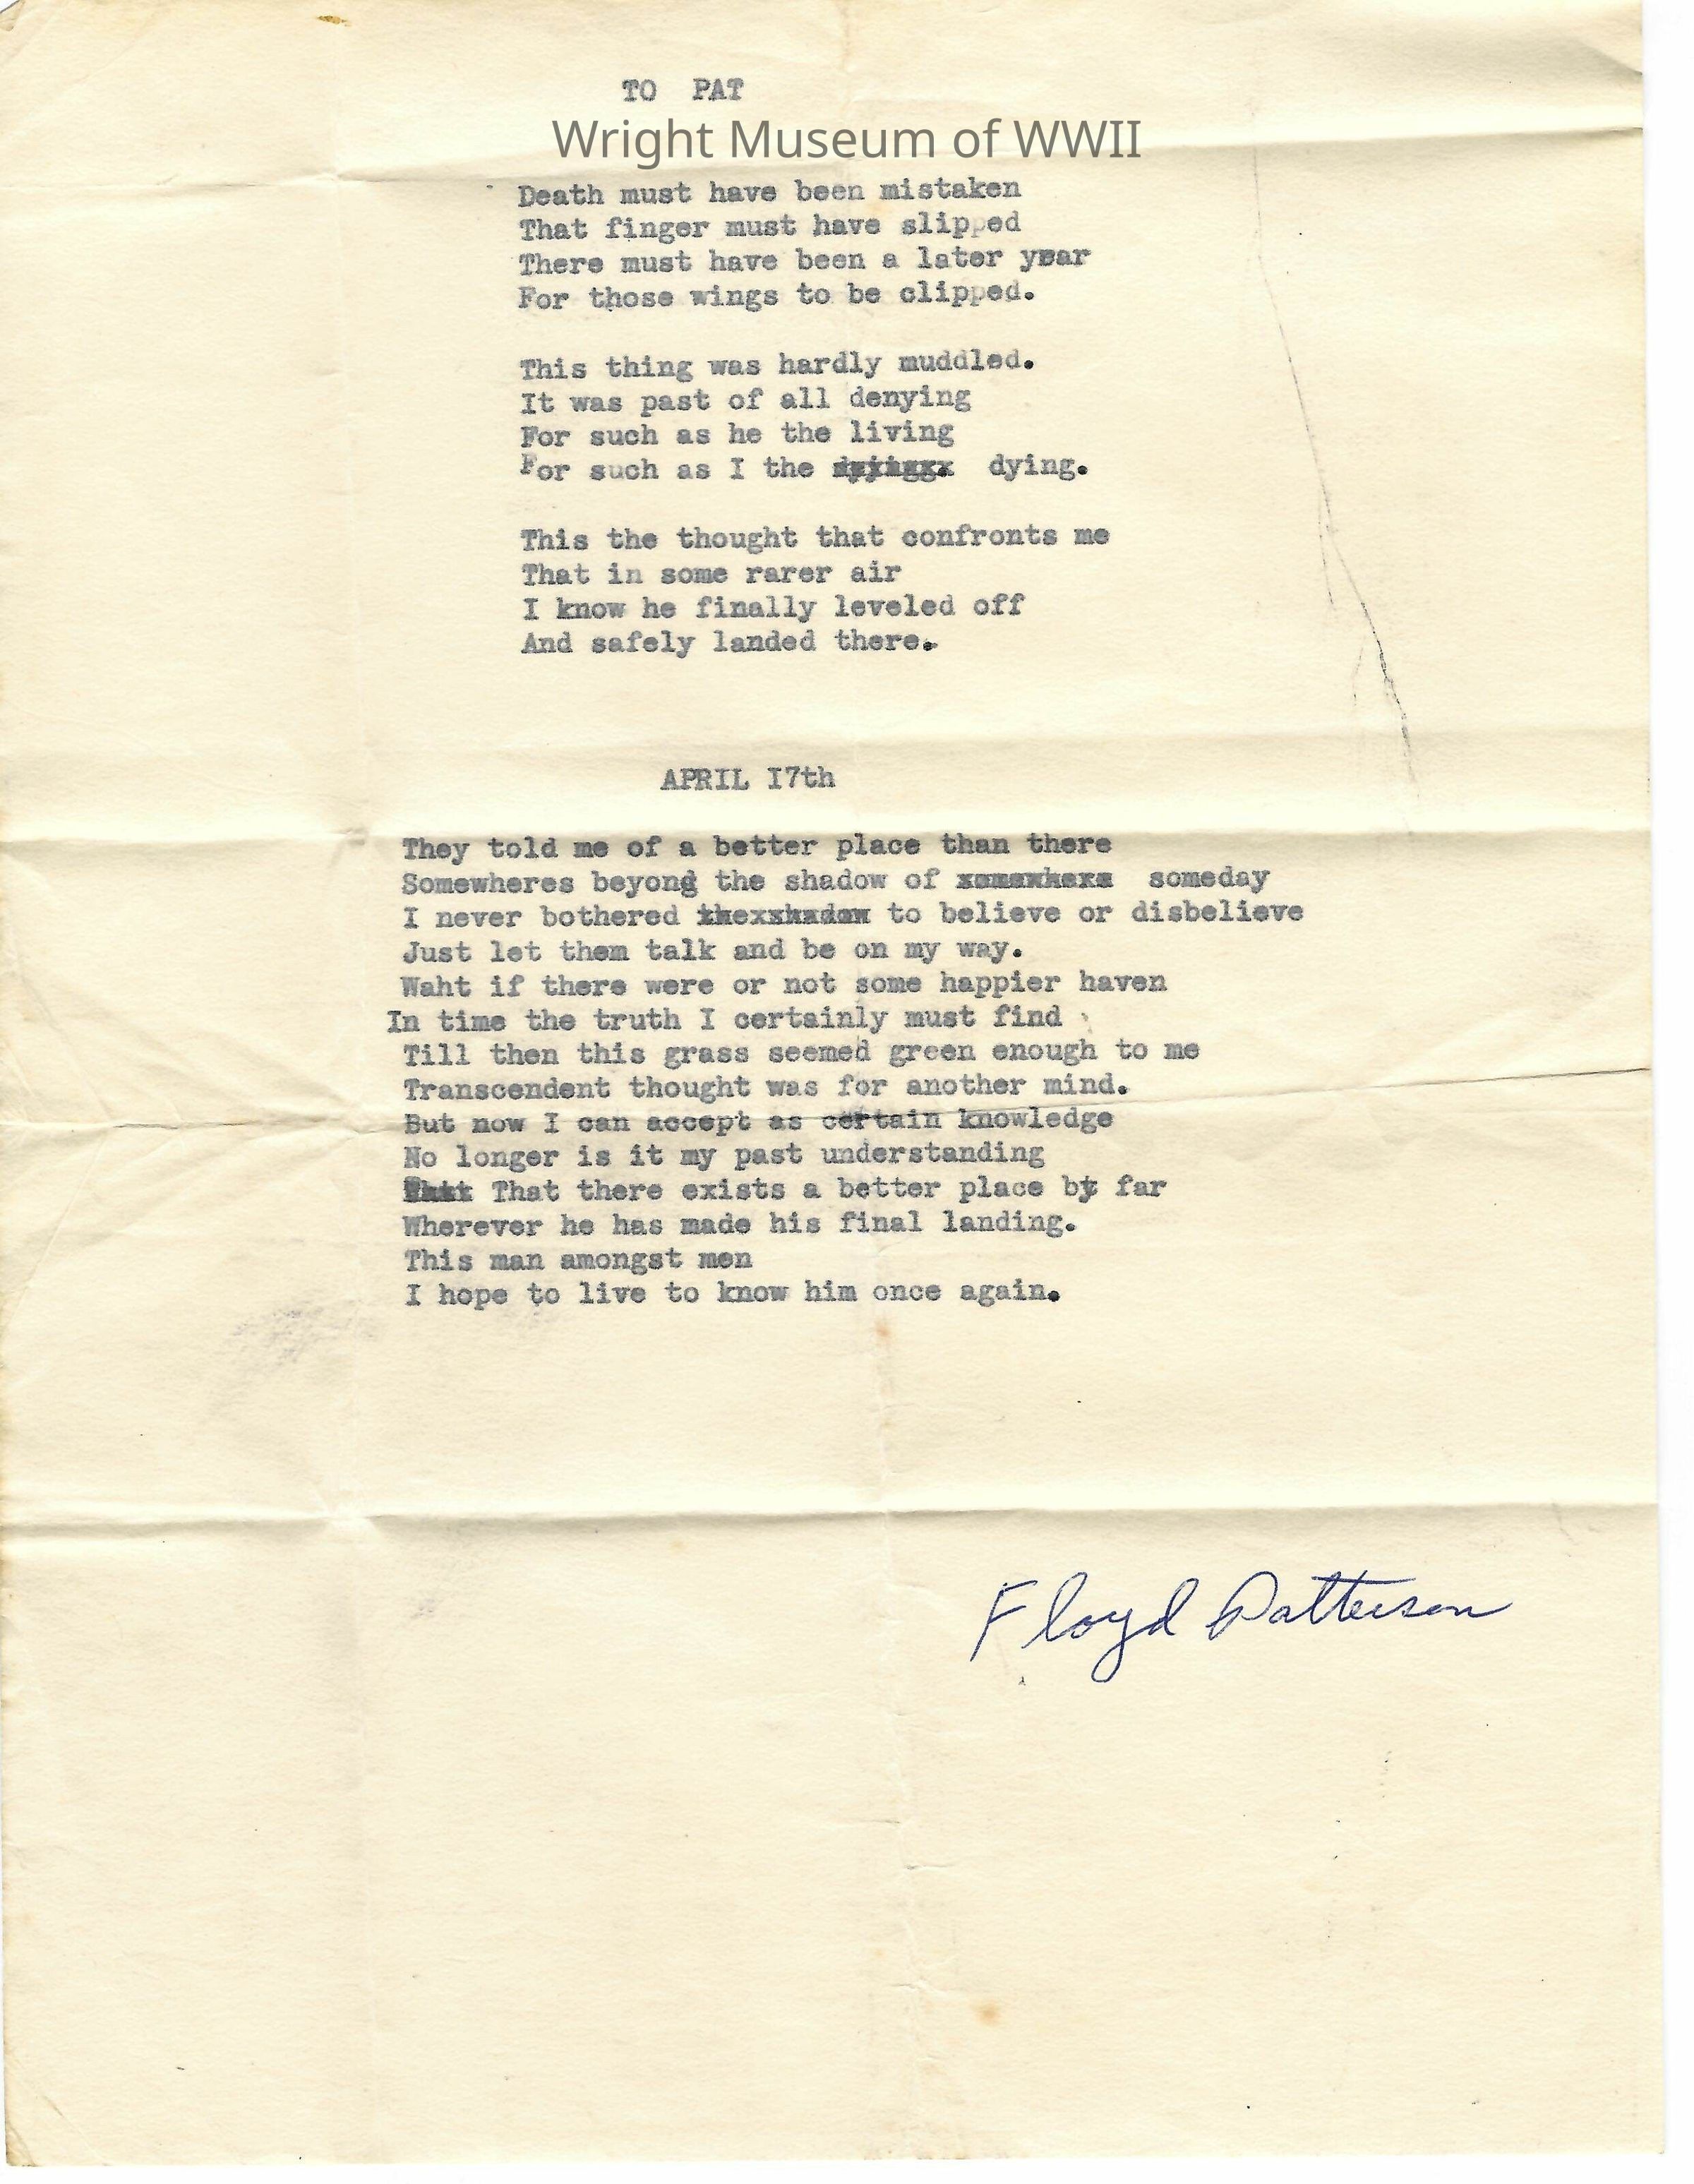 TO PAT
Wright Museum of WWII
Death must have been mistaken
That finger must have slipped
There must have been a later year
For those wings to be clipped.
This thing was hardly muddled.
It was past of all denying
For such as he the living
For such as I the dying.
This the thought that confronts me
That in some rarer air
I know he finally leveled off
And safely landed there.
APRIL I7th
They told me of a better place than there
Somewheres beyond the shadow of someday
I never bothered to believe or disbelieve
Just let them talk and be on my way.
Waht if there were or not some happier haven
In time the truth I certainly must find
Till then this grass seemed green enough to me
Transcendent thought was for another mind.
But now I can accept as certain knowledge
No longer is it my past understanding
That there exists a better place by far
Wherever he has made his final landing.
This man amongst men
I hope to live to know him once again.
Floyd Patterson